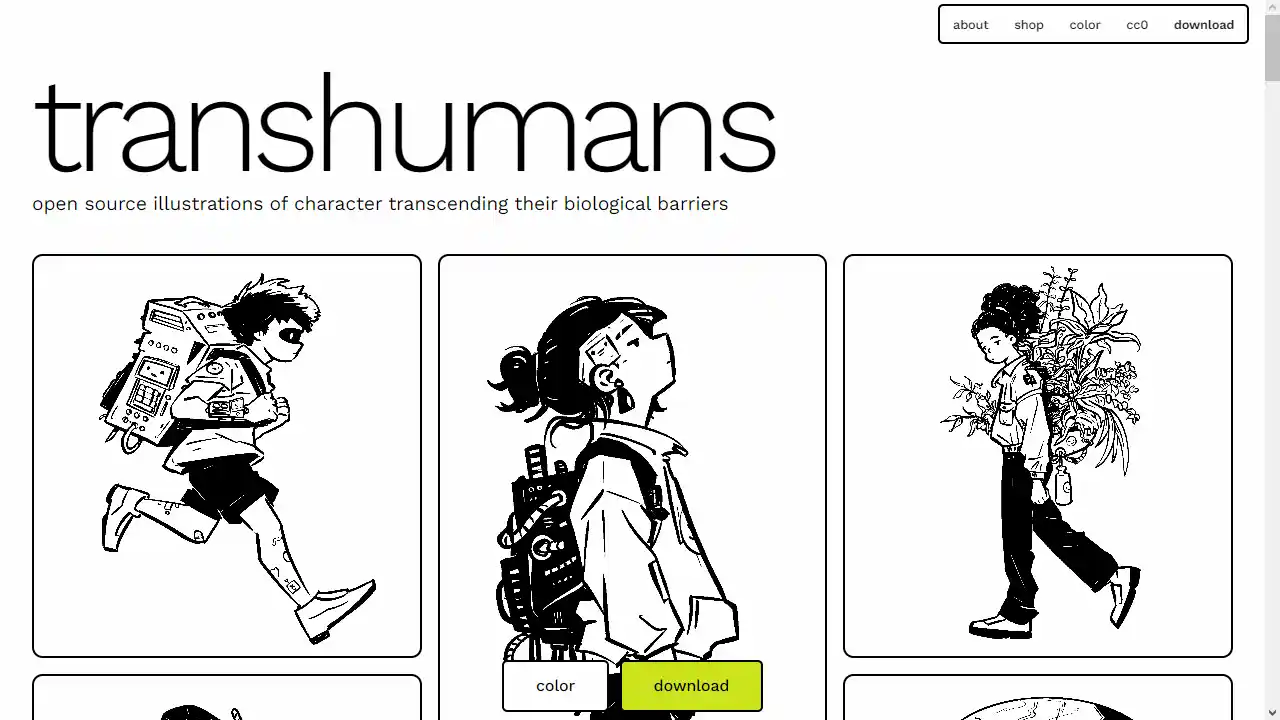 about shop color cc0 download
transhumans
open source illustrations of character transcending their biological barriers
color download